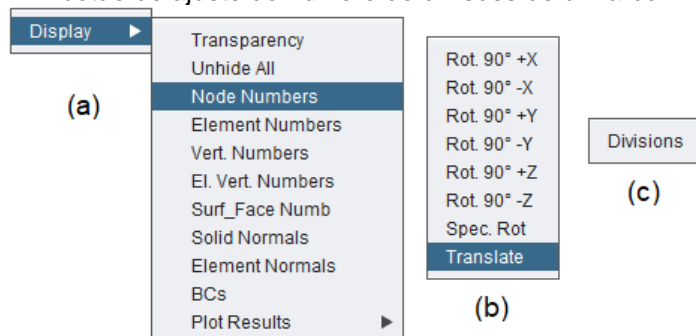 Display
Transparency
Unhide All
Node Numbers
Element Numbers
Vert. Numbers
El. Vert. Numbers
Surf_Face Numb
Solid Normals
Element Normals
BCs
Plot Results
(a)
Rot. 90° +X
Rot. 90° -X
Rot. 90° +Y
Rot. 90° -Y
Rot. 90° +Z
Rot. 90° -Z
Spec. Rot
Translate
(b)
Divisions
(c)